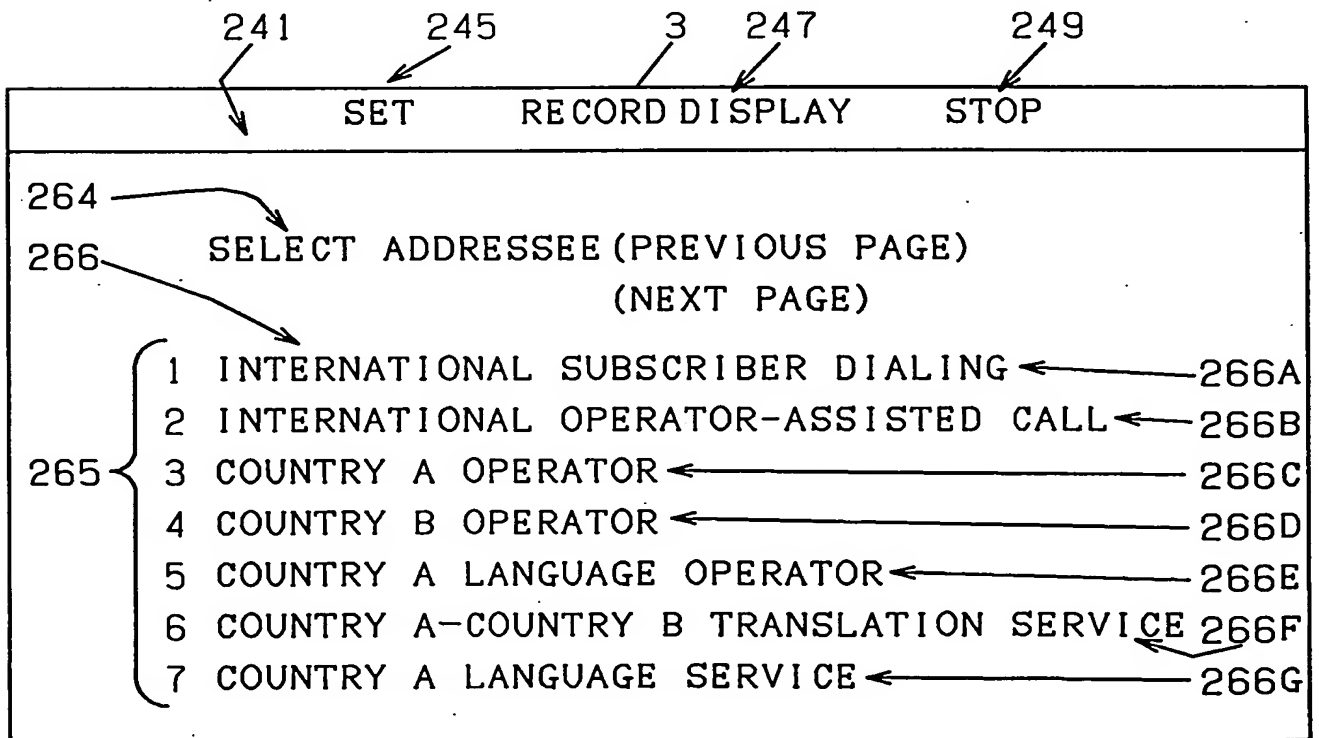 241 245 3 247 249
SET RECORD DISPLAY STOP
264
SELECT ADDRESSEE (PREVIOUS PAGE)
266
(NEXT PAGE)
1 INTERNATIONAL SUBSCRIBER DIALING 266A
2 INTERNATIONAL OPERATOR-ASSISTED CALL 266B
265 3 COUNTRY A OPERATOR 266C
4 COUNTRY B OPERATOR 266D
5 COUNTRY A LANGUAGE OPERATOR 266E
6 COUNTRY A-COUNTRY B TRANSLATION SERVICE 266F
7 COUNTRY A LANGUAGE SERVICE 266G